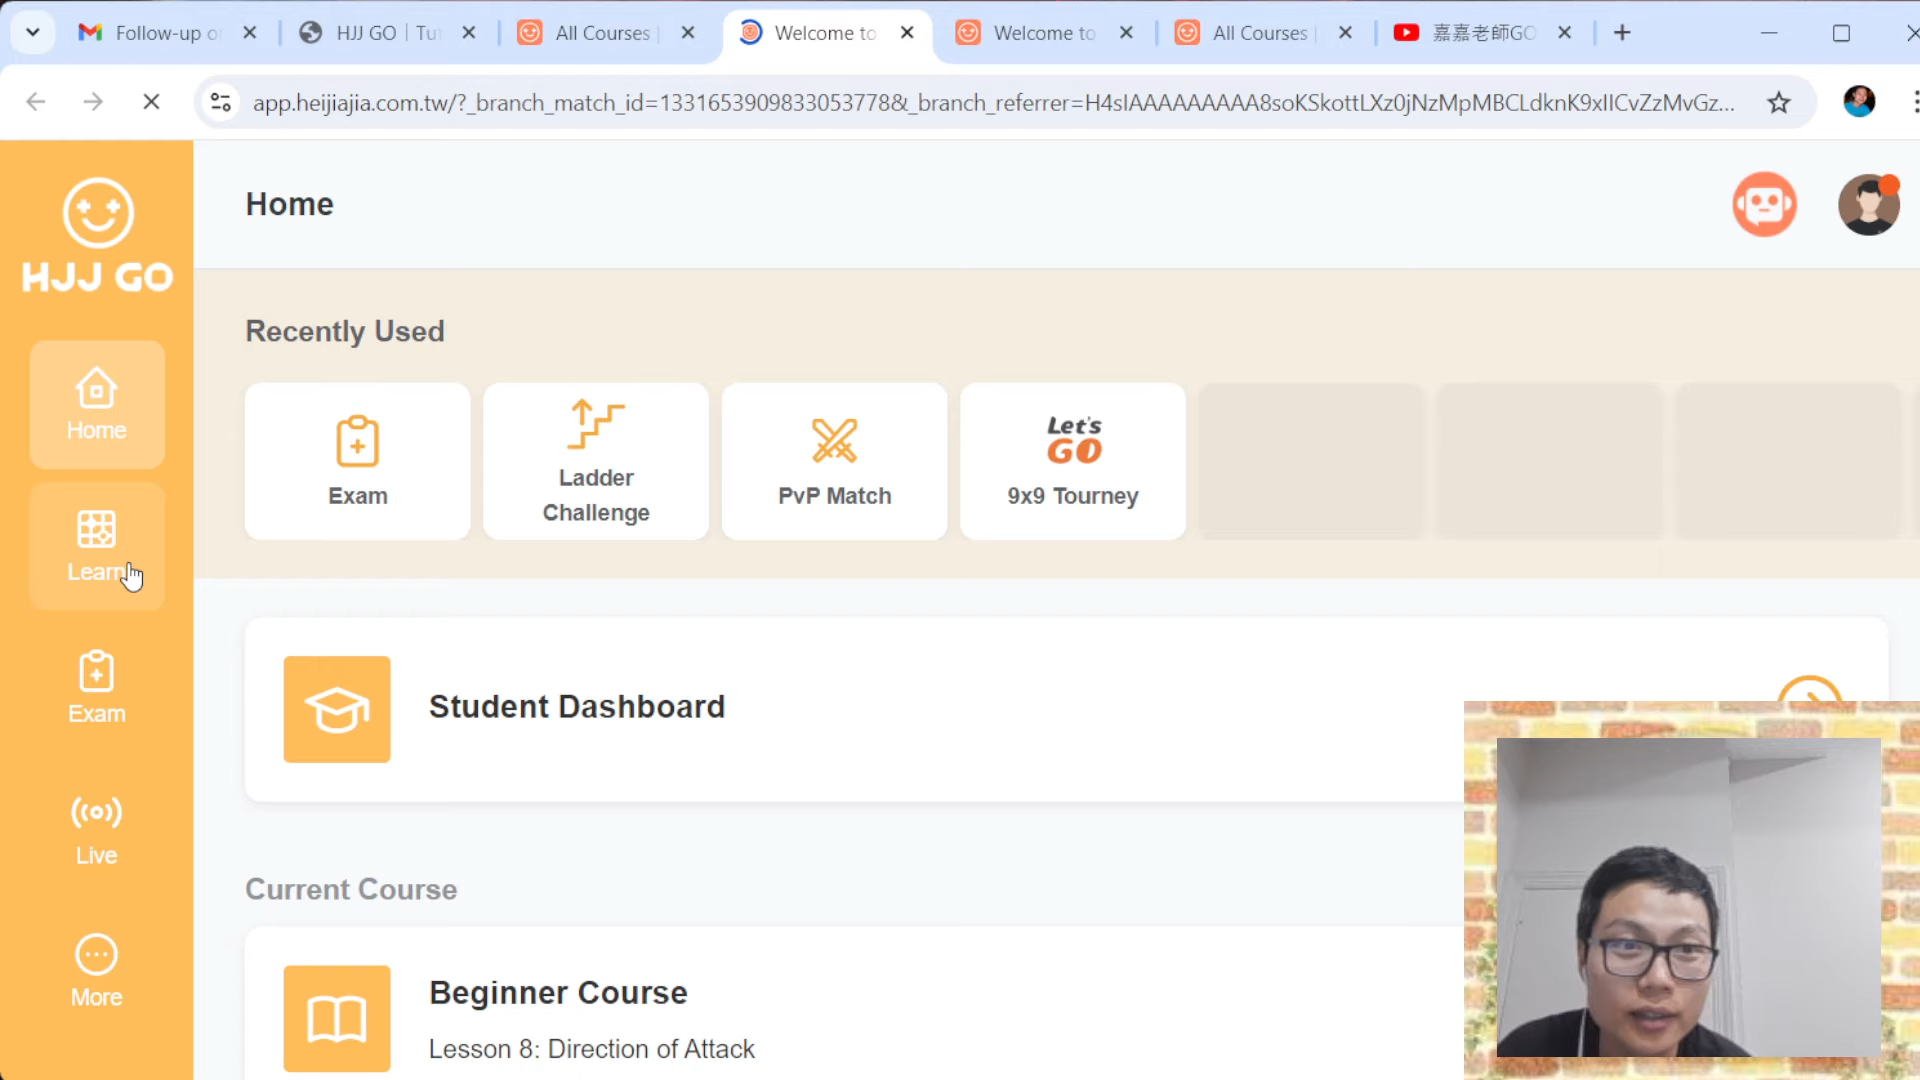 Follow-up o
HJJ GO | Tut
All Courses |
Welcome to
Welcome to
All Courses |
嘉嘉老師GO
app.heijiajia.com.tw/?_branch_match_id=1331653909833053778&_branch_referrer=H4sIAAAAAAAAA8soKSkottLXz0jNzMpMBCLdknK9xIICvZzMvGz...
HJJ GO
Home
Learn
Exam
Live
More
Home
Recently Used
Exam
Ladder
Challenge
PvP Match
Let's
GO
9x9 Tourney
Student Dashboard
Current Course
Beginner Course
Lesson 8: Direction of Attack